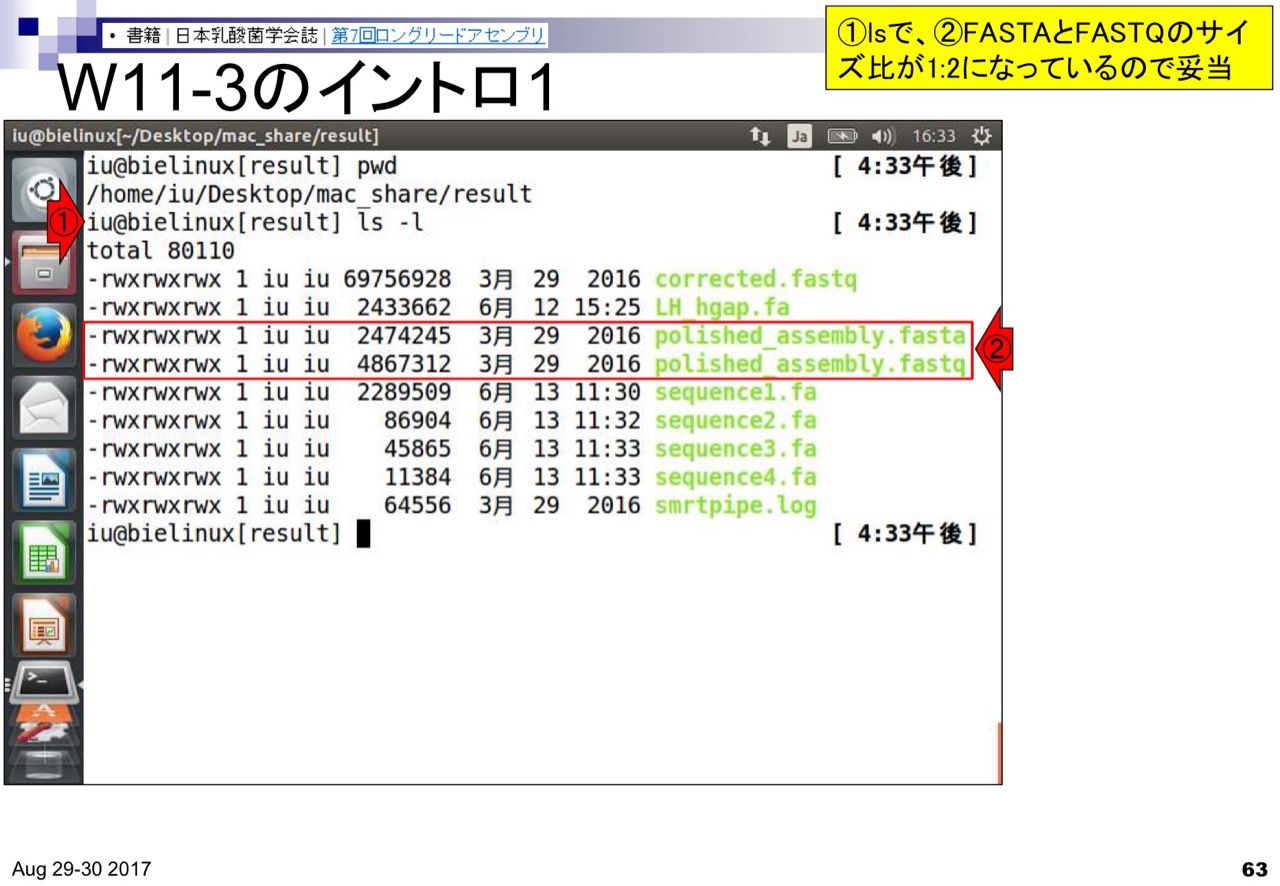 • 書籍 | 日本乳酸菌学会誌 | 第7回ロングリードアセンブリ
W11-3のイントロ1
①lsで、②FASTAとFASTQのサイ
ズ比が1:2になっているので妥当
iu@bielinux[~/Desktop/mac_share/result]
Ja
16:33
iu@bielinux[result] pwd [ 4:33午後]
/home/iu/Desktop/mac_share/result
① iu@bielinux[result] ls -l [ 4:33午後]
total 80110
-rwxrwxrwx 1 iu iu 69756928 3月 29 2016 corrected.fastq
-rwxrwxrwx 1 iu iu 2433662 6月 12 15:25 LH_hgap.fa
-rwxrwxrwx 1 iu iu 2474245 3月 29 2016 polished_assembly.fasta
-rwxrwxrwx 1 iu iu 4867312 3月 29 2016 polished_assembly.fastq
②
-rwxrwxrwx 1 iu iu 2289509 6月 13 11:30 sequence1.fa
-rwxrwxrwx 1 iu iu 86904 6月 13 11:32 sequence2.fa
-rwxrwxrwx 1 iu iu 45865 6月 13 11:33 sequence3.fa
-rwxrwxrwx 1 iu iu 11384 6月 13 11:33 sequence4.fa
-rwxrwxrwx 1 iu iu 64556 3月 29 2016 smrtpipe.log
iu@bielinux[result] [ 4:33午後]
Aug 29-30 2017
63